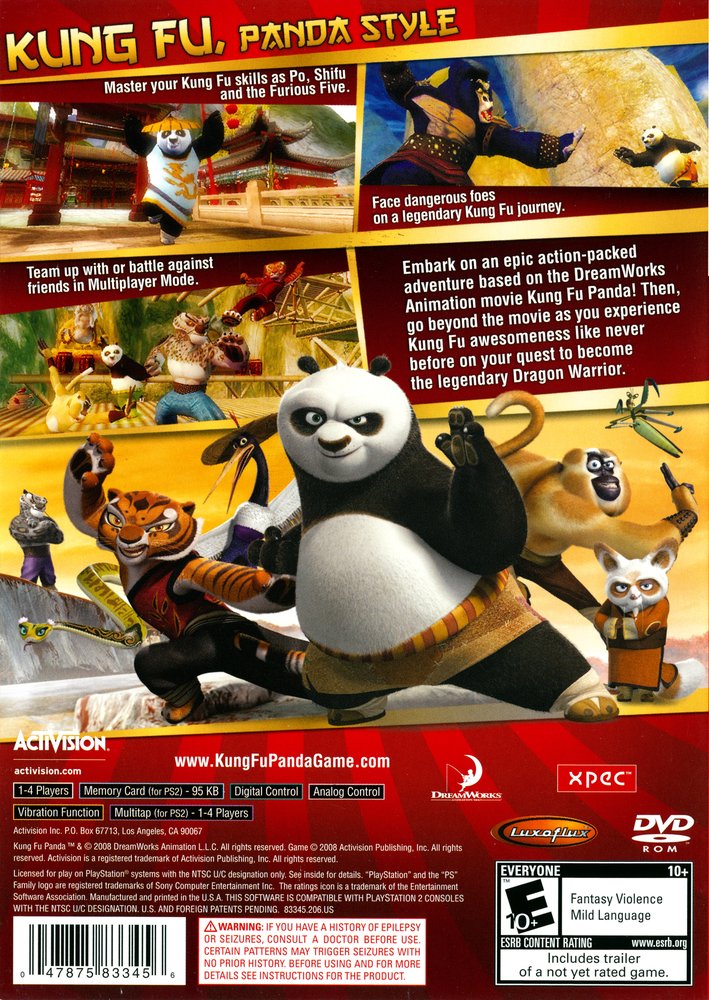 KUNG FU, PANDA STYLE
Master your Kung Fu skills as Po, Shifu
and the Furious Five.
Face dangerous foes
on a legendary Kung Fu journey.
Team up with or battle against
friends in Multiplayer Mode.
Embark on an epic action-packed
adventure based on the DreamWorks
Animation movie Kung Fu Panda! Then,
go beyond the movie as you experience
Kung Fu awesomeness like never
before on your quest to become
the legendary Dragon Warrior.
ACTIVISION
activision.com
www.KungFuPandaGame.com
DREAMWORKS
xpec™
1-4 Players
Memory Card (for PS2) - 95 KB
Digital Control
Analog Control
Vibration Function
Multitap (for PS2) - 1-4 Players
Luxoflux
DVD
ROM
Activision Inc. P.O. Box 67713, Los Angeles, CA 90067
Kung Fu Panda ™ & © 2008 DreamWorks Animation L.L.C. All rights reserved. Game © 2008 Activision Publishing, Inc. All rights
reserved. Activision is a registered trademark of Activision Publishing, Inc. All rights reserved.
Licensed for play on PlayStation® systems with the NTSC U/C designation only. See inside for details. "PlayStation" and the "PS"
Family logo are registered trademarks of Sony Computer Entertainment Inc. The ratings icon is a trademark of the Entertainment
Software Association. Manufactured and printed in the U.S.A. THIS SOFTWARE IS COMPATIBLE WITH PLAYSTATION 2 CONSOLES
WITH THE NTSC U/C DESIGNATION. U.S. AND FOREIGN PATENTS PENDING. 83345.206.US
0 47875 83345 6
WARNING: IF YOU HAVE A HISTORY OF EPILEPSY
OR SEIZURES, CONSULT A DOCTOR BEFORE USE.
CERTAIN PATTERNS MAY TRIGGER SEIZURES WITH
NO PRIOR HISTORY. BEFORE USING AND FOR MORE
DETAILS SEE INSTRUCTIONS FOR THE PRODUCT.
EVERYONE 10+
E
10+
Fantasy Violence
Mild Language
ESRB CONTENT RATING www.esrb.org
Includes trailer
of a not yet rated game.